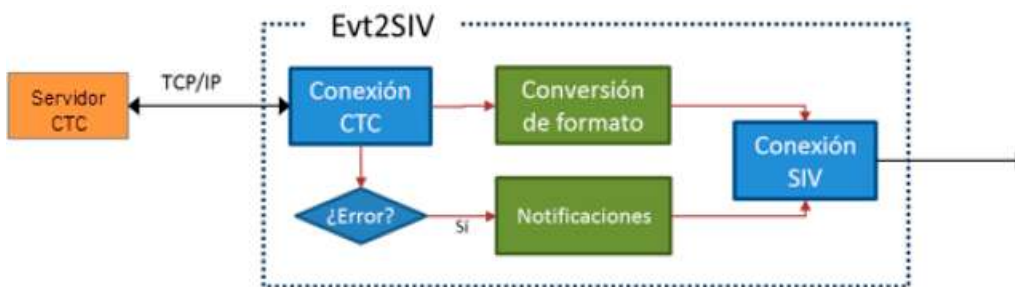 Evt2SIV
TCP/IP
Servidor
CTC
Conexión
CTC
Conversión
de formato
Conexión
SIV
¿Error?
Sí
Notificaciones